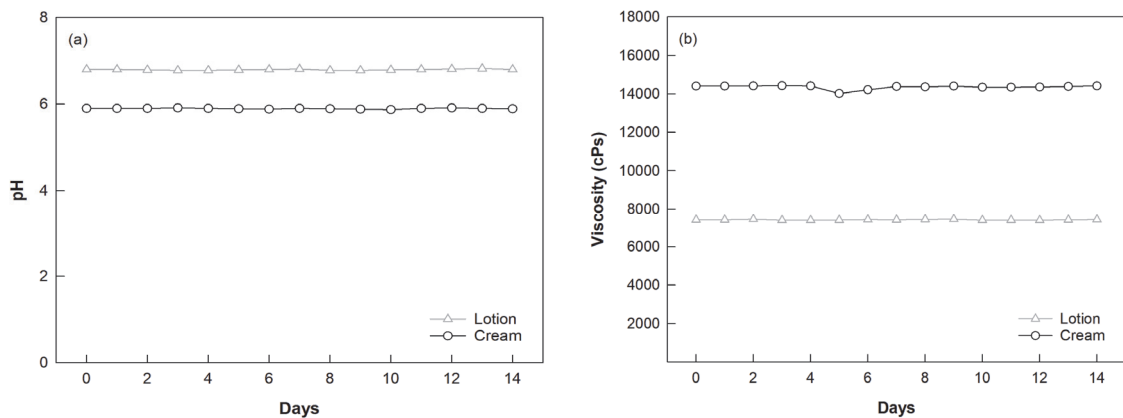 (a)
8
6
4
2
0
pH
0 2 4 6 8 10 12 14
Days
Lotion
Cream
(b)
18000
16000
14000
12000
10000
8000
6000
4000
2000
Viscosity (cPs)
0 2 4 6 8 10 12 14
Days
Lotion
Cream